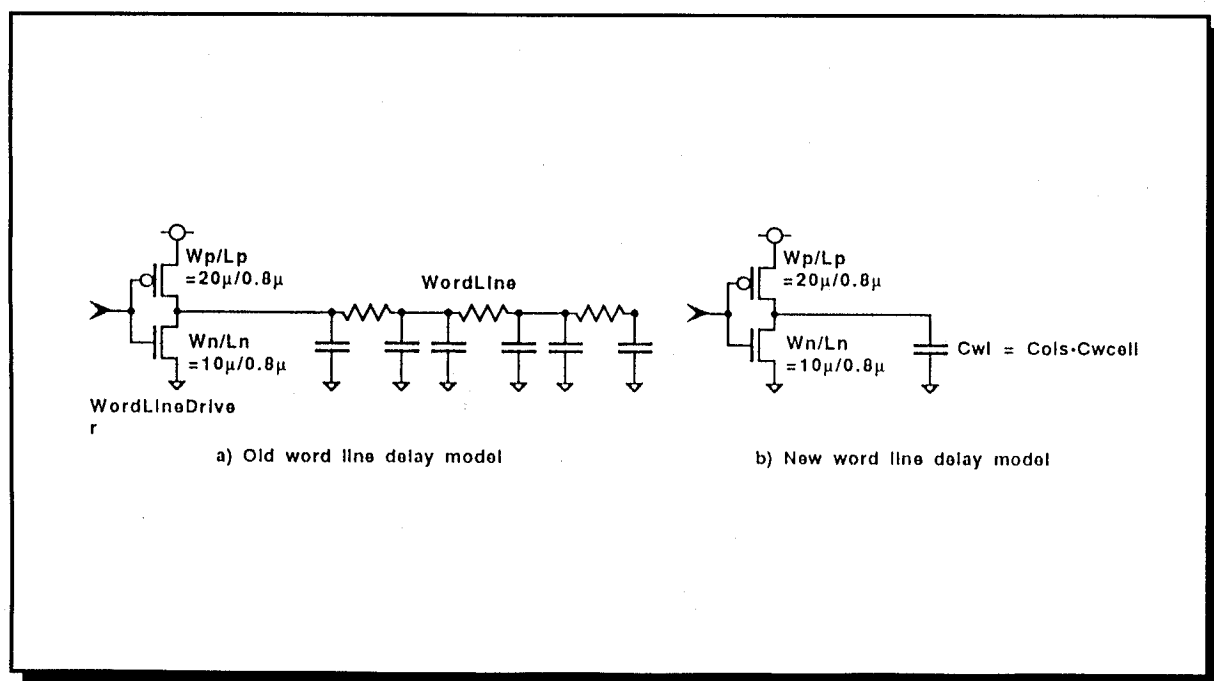 Wp/Lp
=20μ/0.8μ
WordLine
Wn/Ln
=10μ/0.8μ
WordLineDrive
r
a) Old word line delay model
Wp/Lp
=20μ/0.8μ
Wn/Ln
=10μ/0.8μ
Cwl = Cols·Cwcell
b) New word line delay model